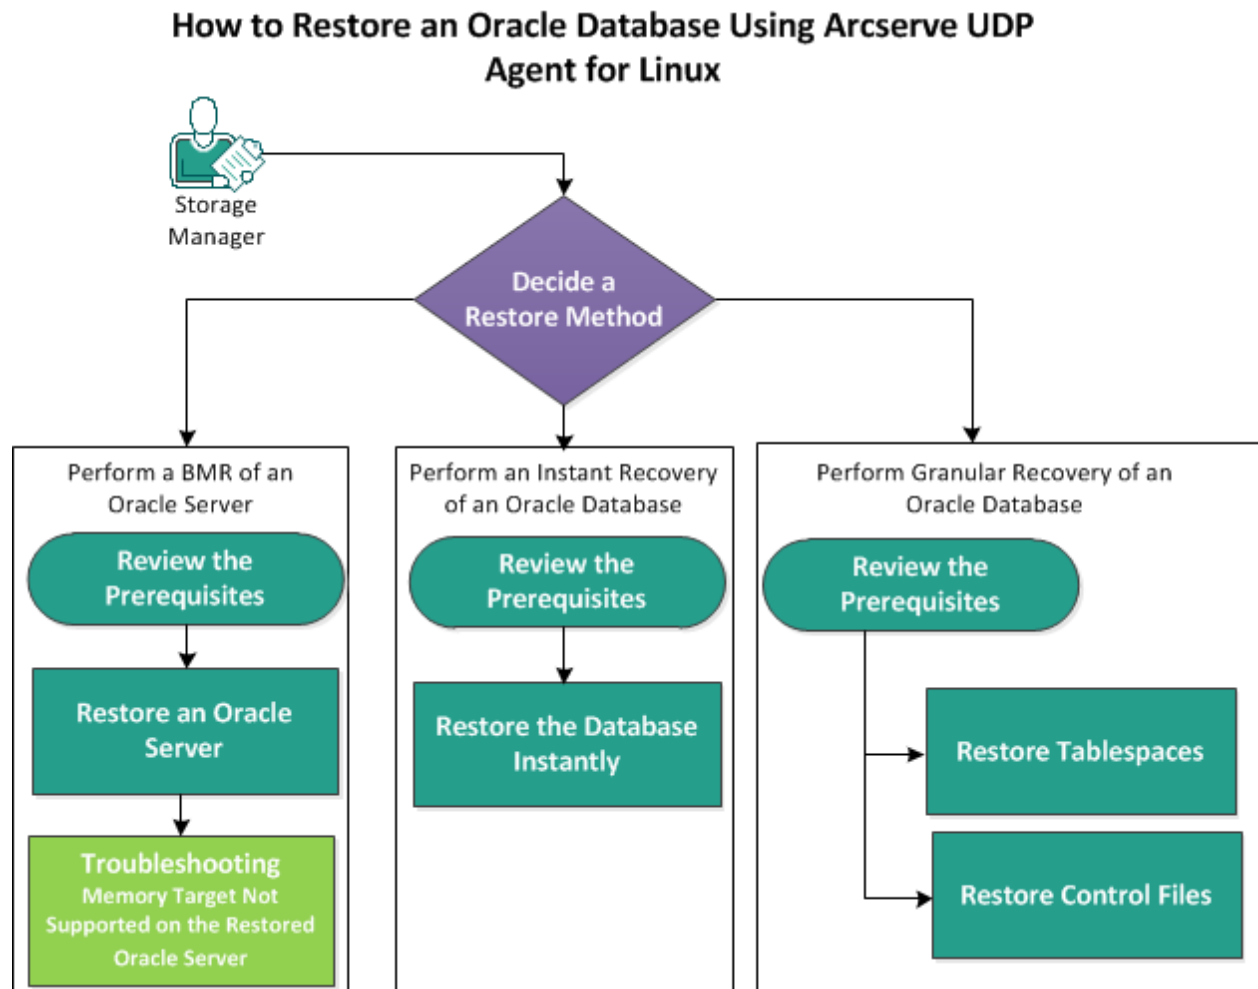 How to Restore an Oracle Database Using Arcserve UDP
Agent for Linux
Storage
Manager
Decide a
Restore Method
Perform a BMR of an
Oracle Server
Review the
Prerequisites
Restore an Oracle
Server
Troubleshooting
Memory Target Not
Supported on the Restored
Oracle Server
Perform an Instant Recovery
of an Oracle Database
Review the
Prerequisites
Restore the Database
Instantly
Perform Granular Recovery of an
Oracle Database
Review the
Prerequisites
Restore Tablespaces
Restore Control Files